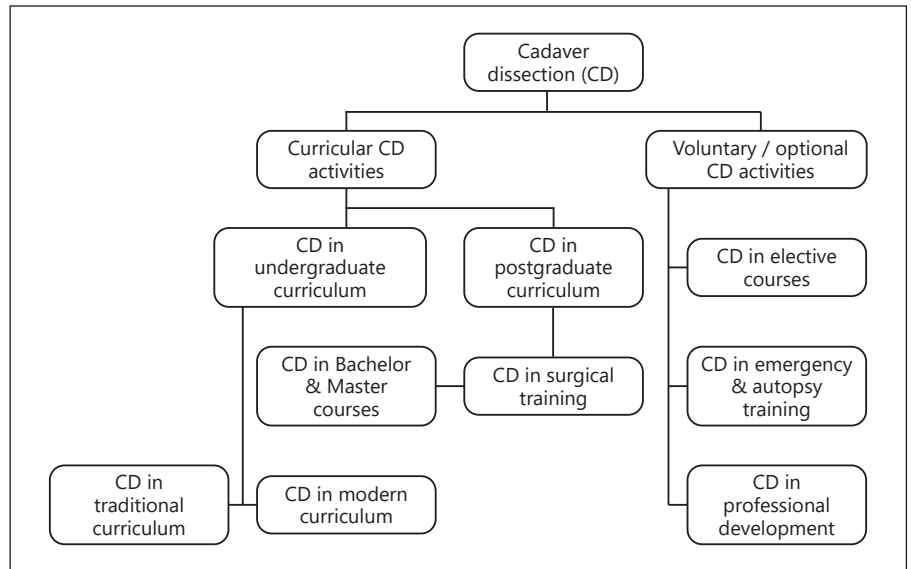 Cadaver
dissection (CD)
Curricular CD
activities
Voluntary / optional
CD activities
CD in
undergraduate
curriculum
CD in
postgraduate
curriculum
CD in elective
courses
CD in Bachelor
& Master
courses
CD in surgical
training
CD in emergency
& autopsy
training
CD in
traditional
curriculum
CD in modern
curriculum
CD in
professional
development